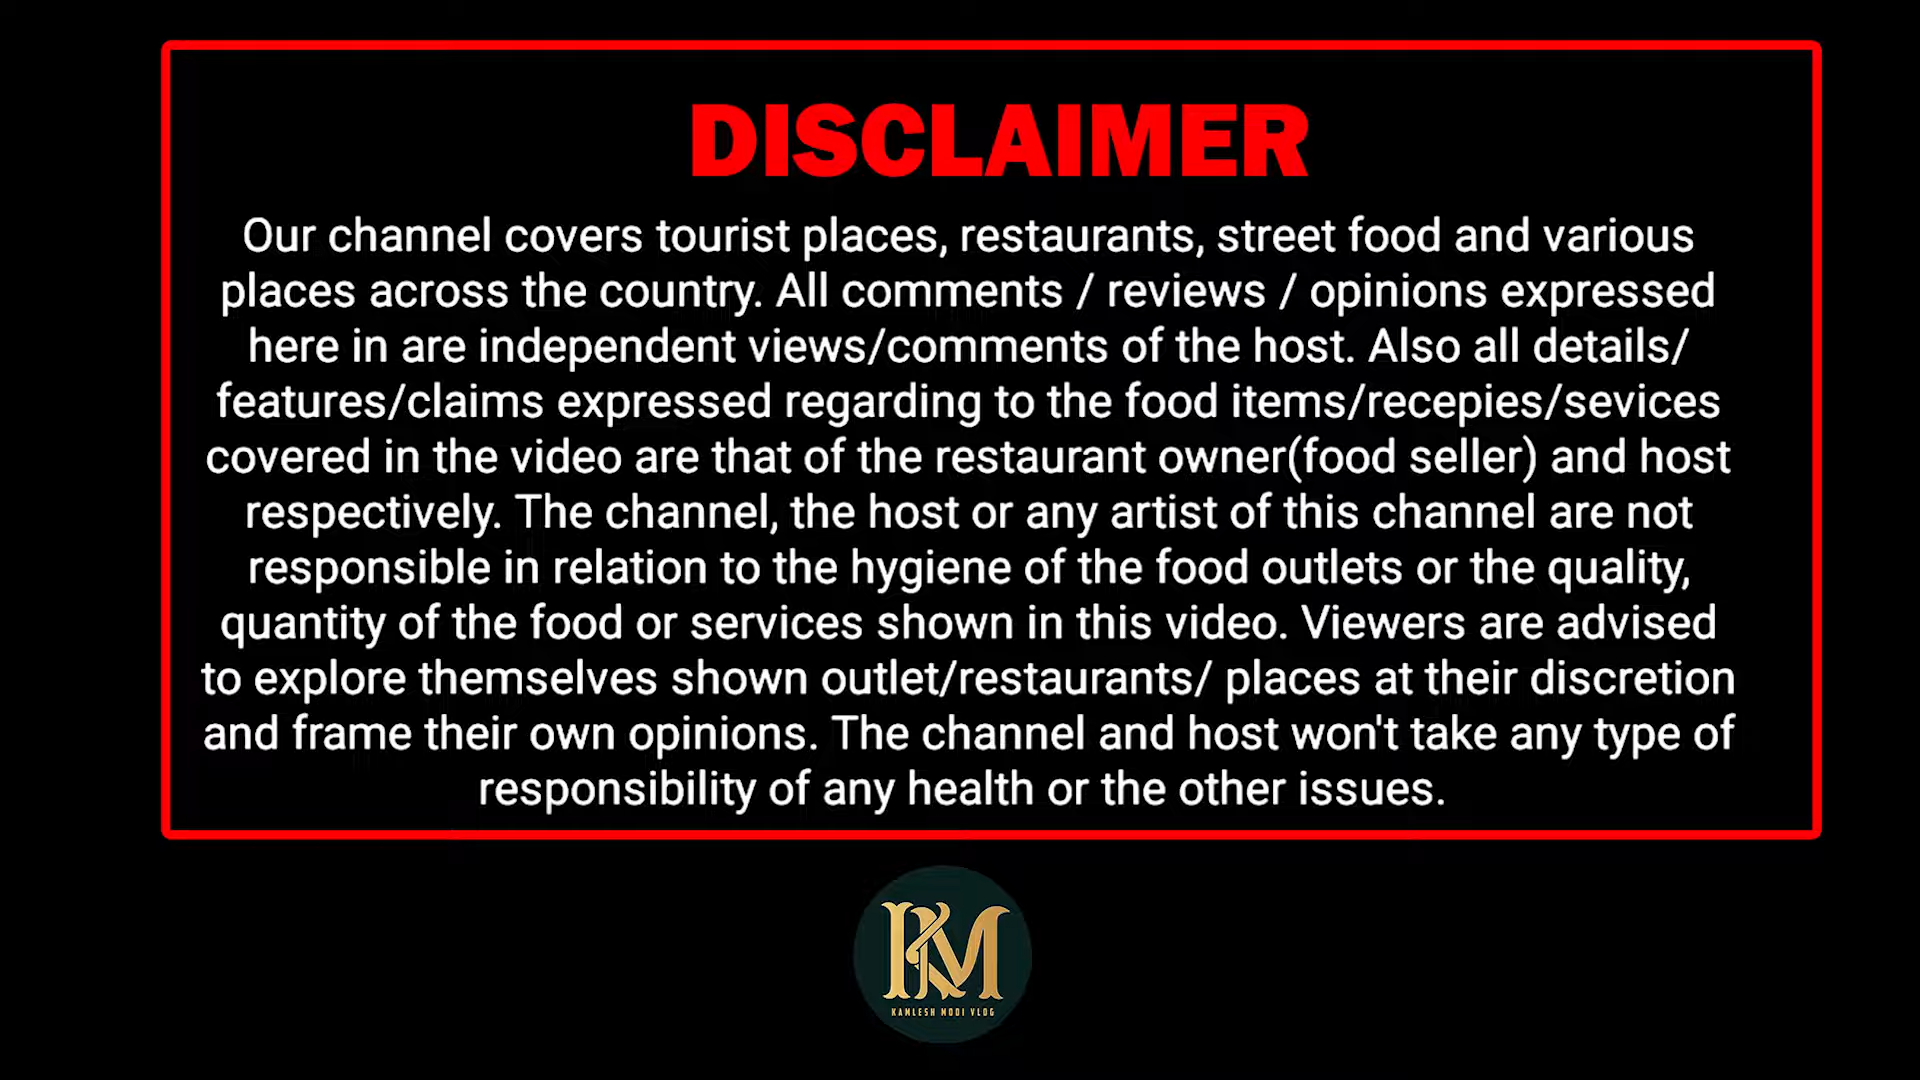 DISCLAIMER
Our channel covers tourist places, restaurants, street food and various
places across the country. All comments / reviews / opinions expressed
here in are independent views/comments of the host. Also all details/
features/claims expressed regarding to the food items/recepies/sevices
covered in the video are that of the restaurant owner(food seller) and host
respectively. The channel, the host or any artist of this channel are not
responsible in relation to the hygiene of the food outlets or the quality,
quantity of the food or services shown in this video. Viewers are advised
to explore themselves shown outlet/restaurants/ places at their discretion
and frame their own opinions. The channel and host won't take any type of
responsibility of any health or the other issues.
KM
KAMLESH MODI VLOG